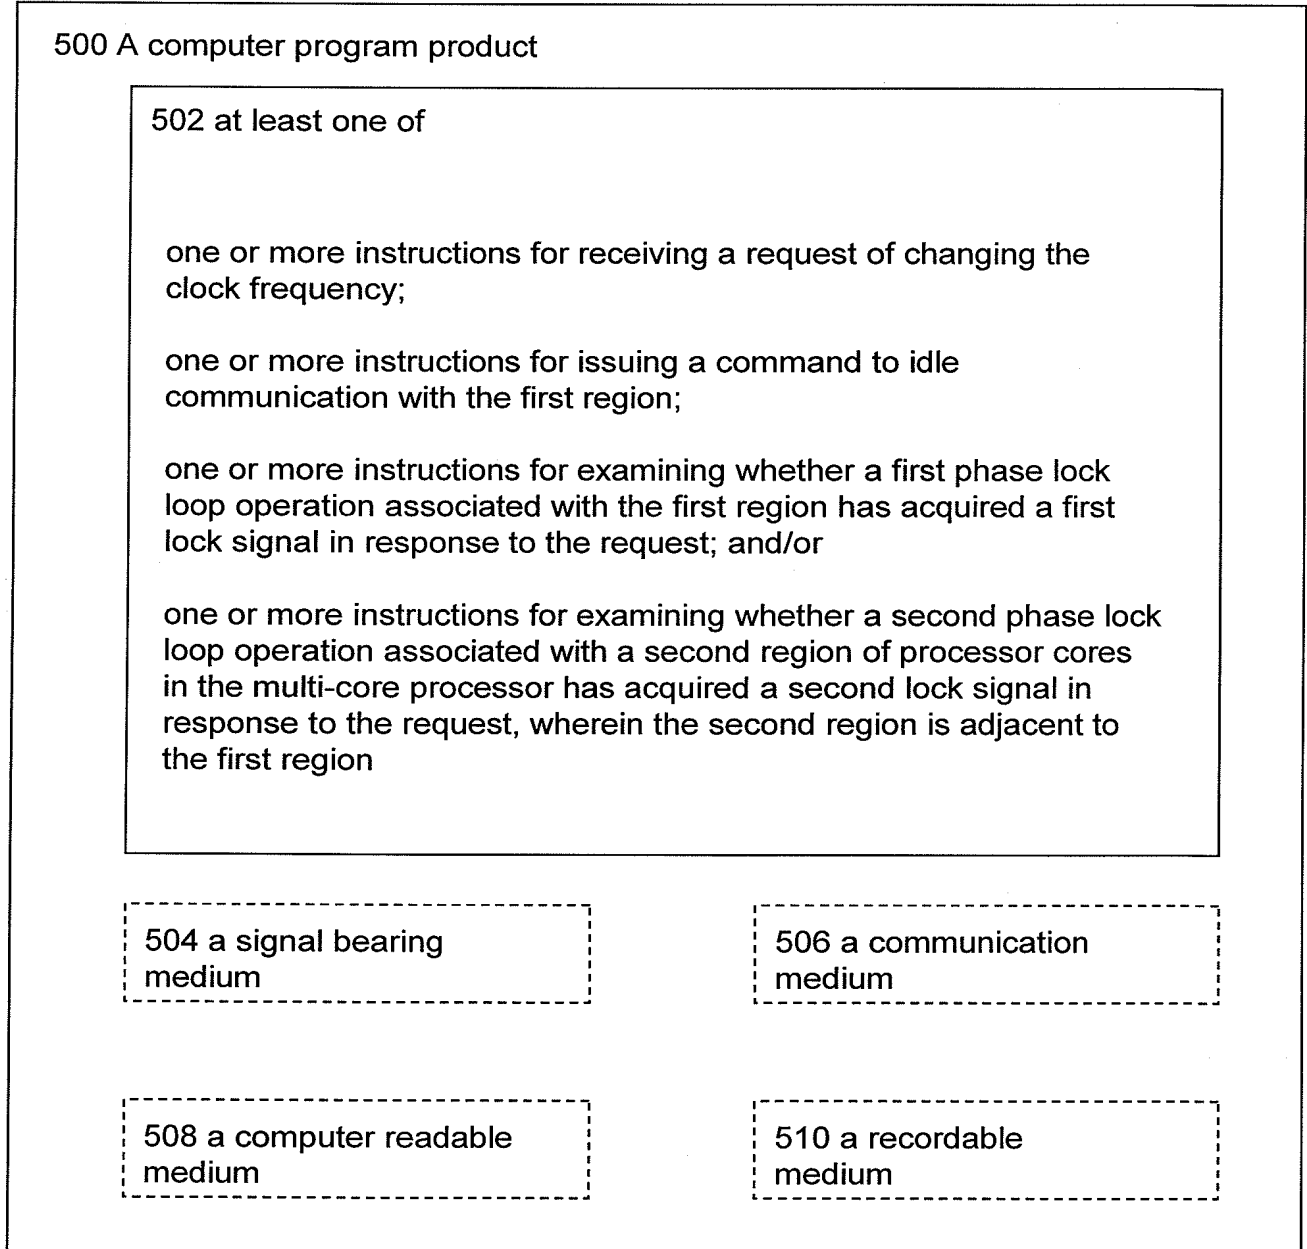 500 A computer program product
502 at least one of
one or more instructions for receiving a request of changing the
clock frequency;
one or more instructions for issuing a command to idle
communication with the first region;
one or more instructions for examining whether a first phase lock
loop operation associated with the first region has acquired a first
lock signal in response to the request; and/or
one or more instructions for examining whether a second phase lock
loop operation associated with a second region of processor cores
in the multi-core processor has acquired a second lock signal in
response to the request, wherein the second region is adjacent to
the first region
504 a signal bearing
medium
506 a communication
medium
508 a computer readable
medium
510 a recordable
medium